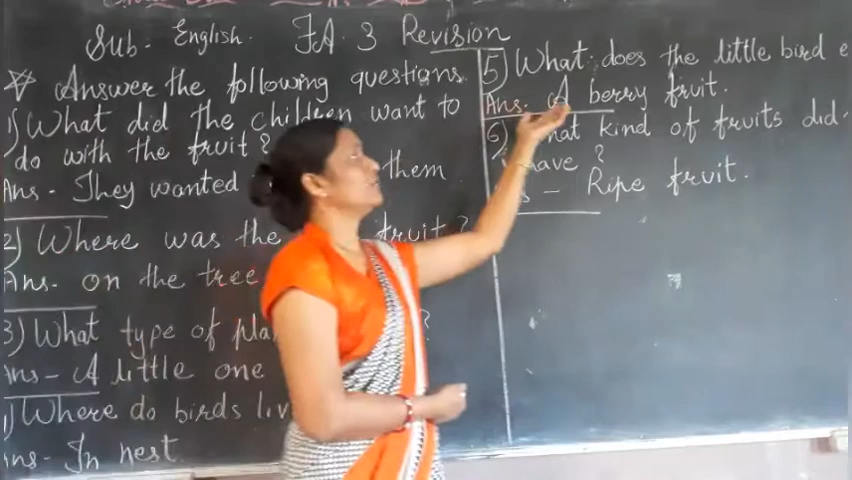 Sub. English. FA. 3 Revision
☆ Answer the following questions.
1) What did the children want to
do with the fruit?
Ans - They wanted them
2) Where was the fruit?
Ans. on the tree
3) What type of ?
Ans - A little one
Where do birds
Ans - In nest
5) What does the little bird
Ans. A berry fruit.
6) kind of fruits did
have?
- Ripe fruit.